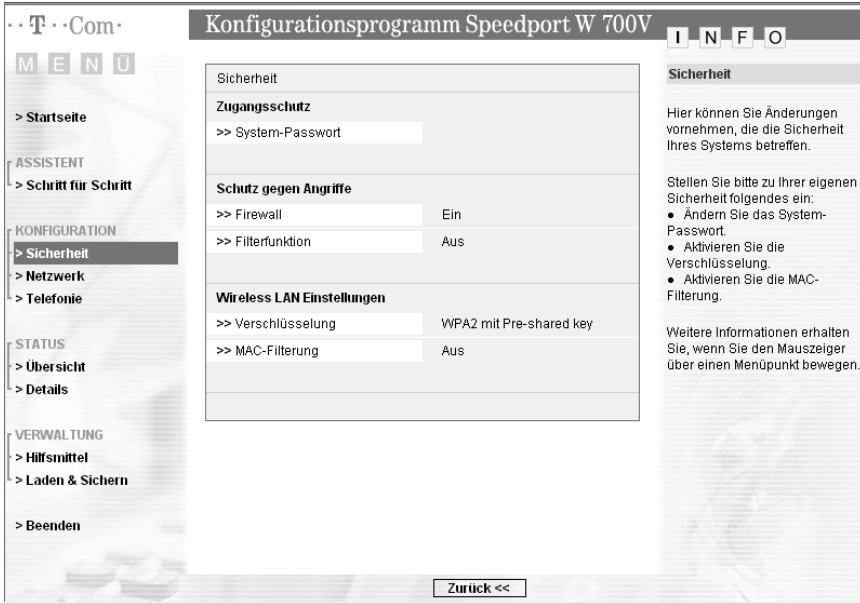 · · T · · Com ·
Konfigurationsprogramm Speedport W 700V
I N F O
M E N Ü
> Startseite
ASSISTENT
> Schritt für Schritt
KONFIGURATION
> Sicherheit
> Netzwerk
> Telefonie
STATUS
> Übersicht
> Details
VERWALTUNG
> Hilfsmittel
> Laden & Sichern
> Beenden
Sicherheit
Zugangsschutz
>> System-Passwort
Schutz gegen Angriffe
>> Firewall Ein
>> Filterfunktion Aus
Wireless LAN Einstellungen
>> Verschlüsselung WPA2 mit Pre-shared key
>> MAC-Filterung Aus
Zurück <<
Sicherheit
Hier können Sie Änderungen
vornehmen, die die Sicherheit
Ihres Systems betreffen.
Stellen Sie bitte zu Ihrer eigenen
Sicherheit folgendes ein:
● Ändern Sie das System-
Passwort.
● Aktivieren Sie die
Verschlüsselung.
● Aktivieren Sie die MAC-
Filterung.
Weitere Informationen erhalten
Sie, wenn Sie den Mauszeiger
über einen Menüpunkt bewegen.